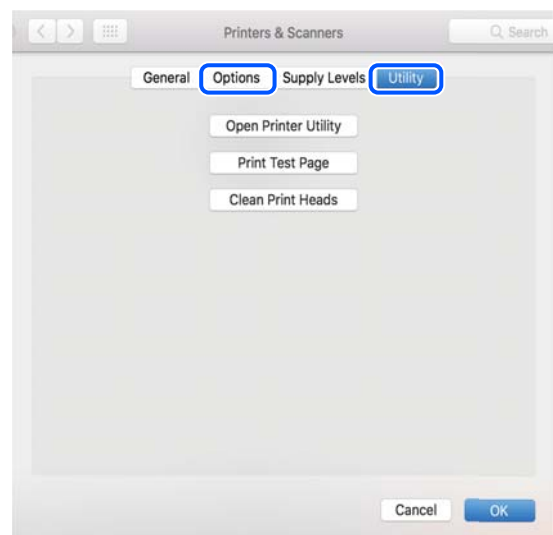 Printers & Scanners Search
General Options Supply Levels Utility
Open Printer Utility
Print Test Page
Clean Print Heads
Cancel OK